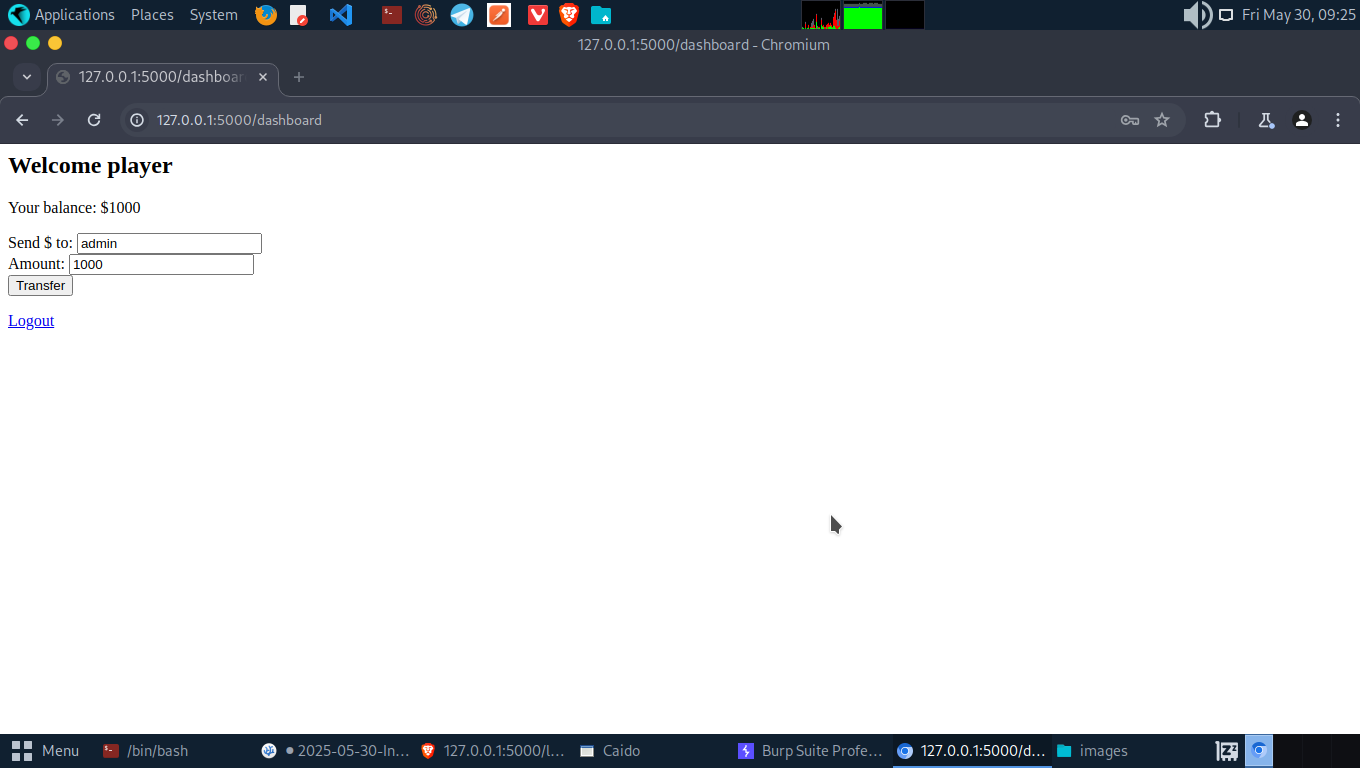 Applications Places System Fri May 30, 09:25
127.0.0.1:5000/dashboard - Chromium
127.0.0.1:5000/dashboar
127.0.0.1:5000/dashboard
Welcome player
Your balance: $1000
Send $ to: admin
Amount: 1000
Transfer
Logout
Menu /bin/bash 2025-05-30-In... 127.0.0.1:5000/l... Caido Burp Suite Profe... 127.0.0.1:5000/d... images